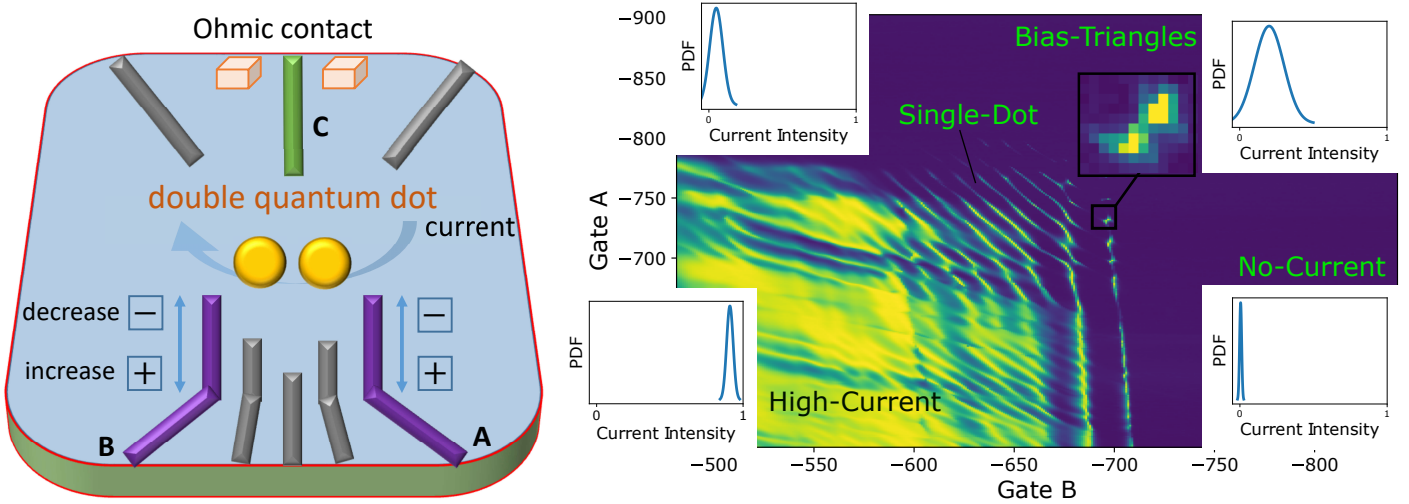 Ohmic contact
C
double quantum dot
current
decrease
−
−
increase
+
+
B
A
−900
−850
−800
−750
−700
Gate A
PDF
0
1
Current Intensity
Bias-Triangles
PDF
0
1
Current Intensity
Single-Dot
No-Current
PDF
0
1
Current Intensity
High-Current
PDF
0
1
Current Intensity
−500
−550
−600
−650
−700
−750
−800
Gate B